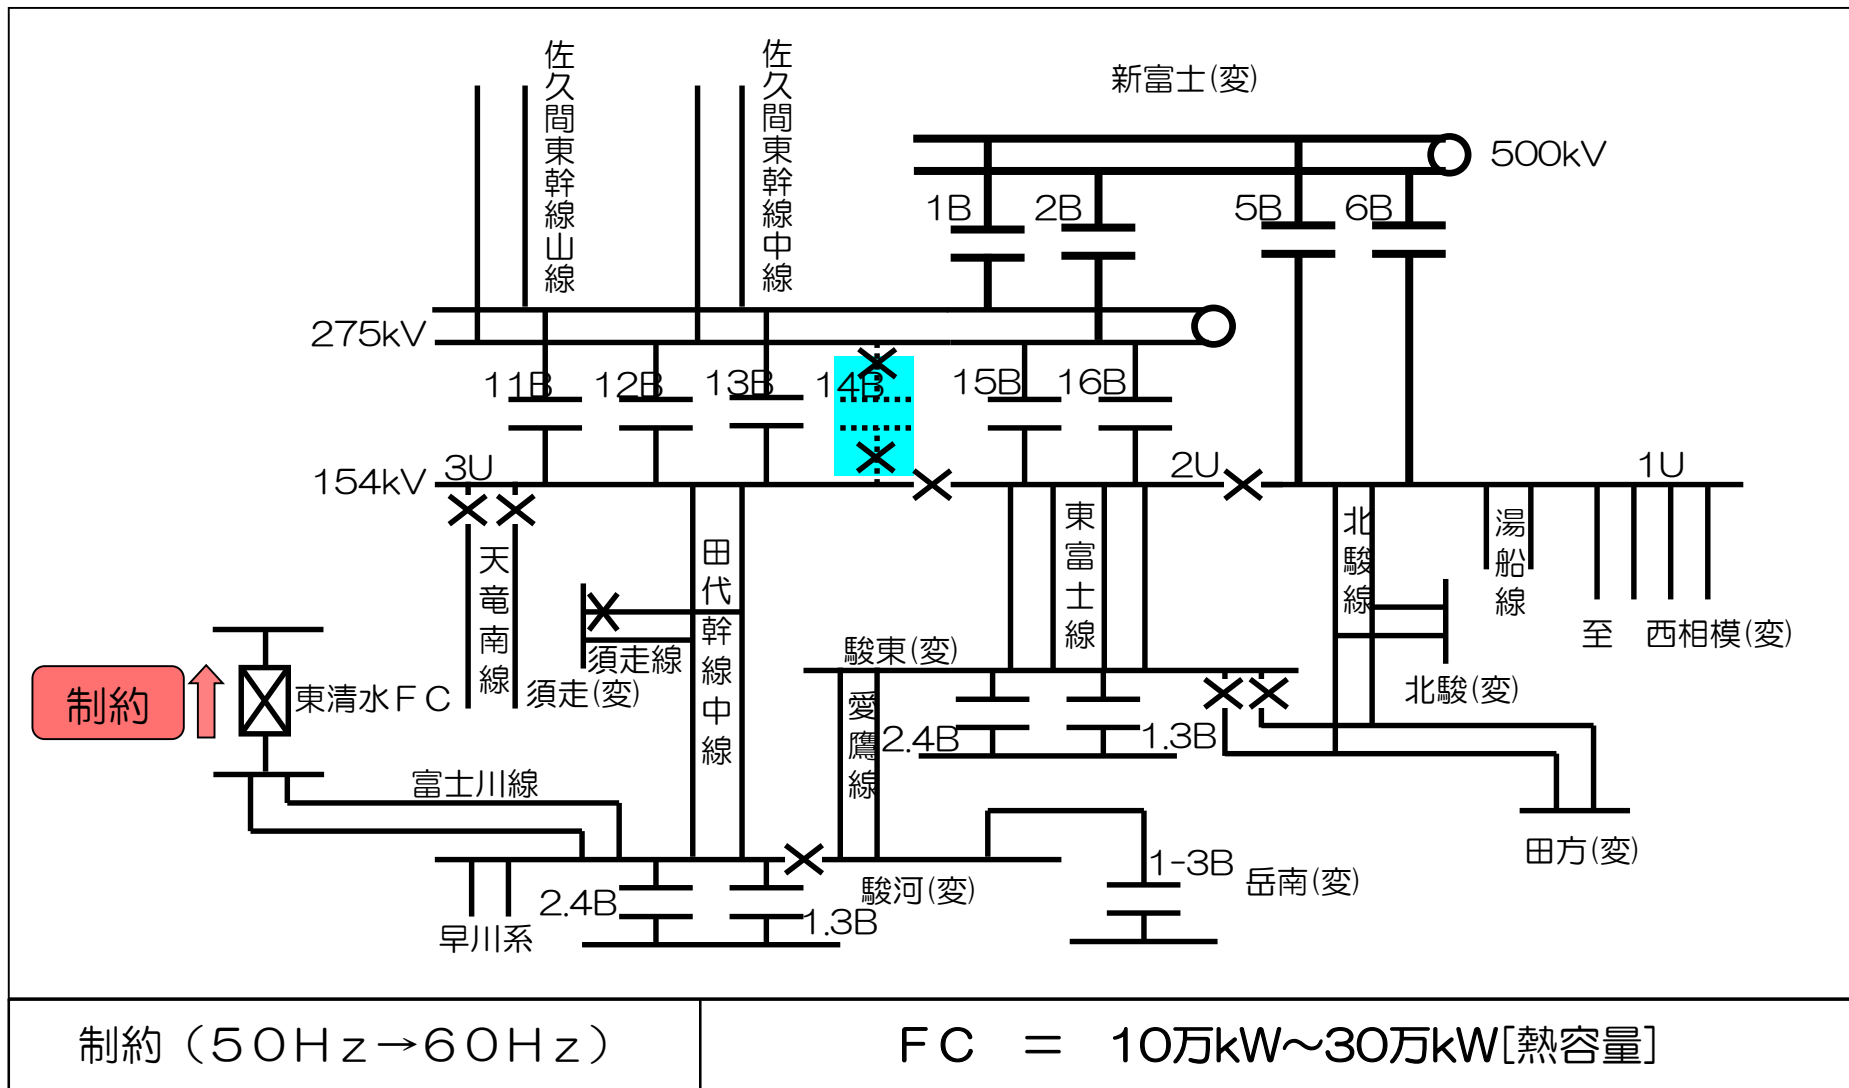 佐久間東幹線山線
佐久間東幹線中線
新富士(変)
500kV
1B
2B
5B
6B
275kV
11B
12B
13B
14B
15B
16B
154kV
3U
2U
1U
天竜南線
田代幹線中線
東富士線
北駿線
湯船線
至 西相模(変)
須走線
須走(変)
駿東(変)
北駿(変)
制約
東清水FC
愛鷹線
2.4B
1.3B
富士川線
田方(変)
1-3B
岳南(変)
駿河(変)
2.4B
1.3B
早川系
制約（50Hz→60Hz）
FC ＝ 10万kW～30万kW[熱容量]